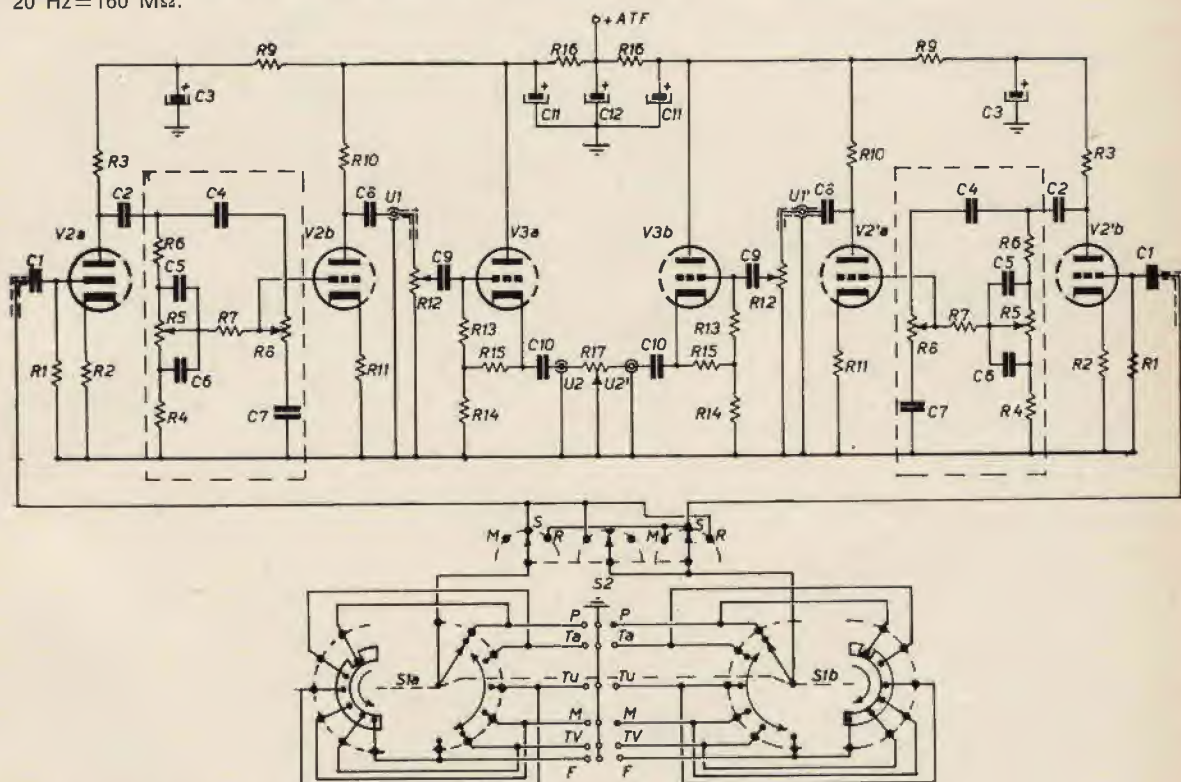 20 Hz=160 MΩ.
+ ATF
R9 R16 R16 R9
C3 + + C11 + C12 + C11 + C3
R3 R10 R10 R3
C2 C4 C8 U1 U1' C8 C4 C2
V2a V2b V3a V3b V2'a V2'b
C1 R6 C5 C9 R12 C9 R12 R6 C5 C1
R5 R7 R8 R13 R13 R8 R7 R5
R1 R2 C6 R11 R15 C10 R17 C10 R15 R11 C6 R2 R1
U2 U2'
R4 C7 R14 R14 C7 R4
M S R M S R
S2
P P
Ta Ta
S1a Tu Tu S1b
M M
TV TV
F F